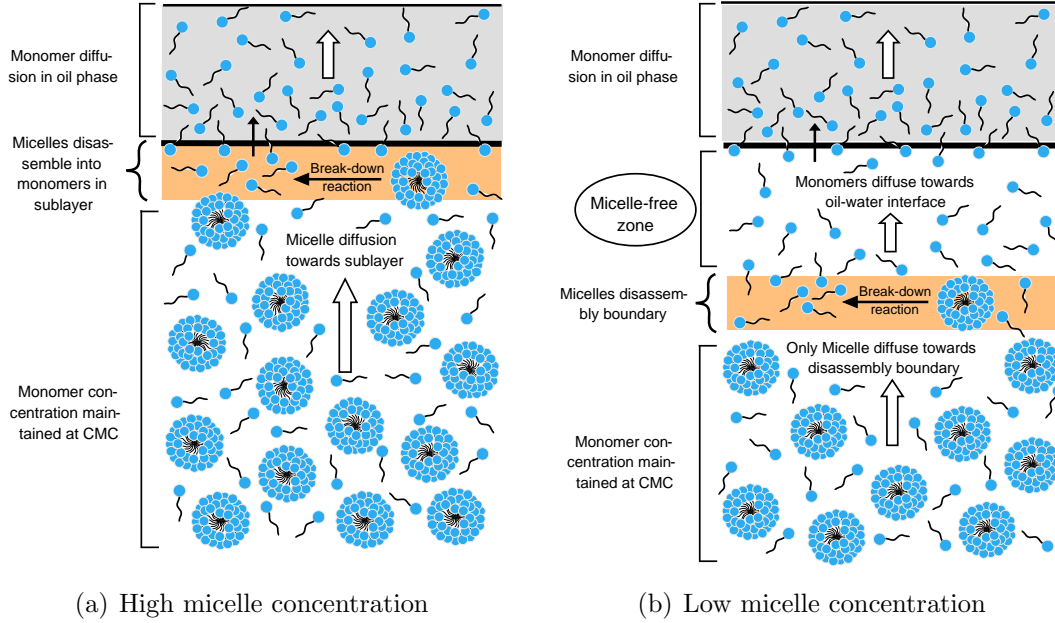 Monomer diffu-
sion in oil phase
Micelles disas-
semble into
monomers in
sublayer
Break-down
reaction
Micelle diffusion
towards sublayer
Monomer con-
centration main-
tained at CMC
(a) High micelle concentration
Monomer diffu-
sion in oil phase
Micelle-free
zone
Monomers diffuse towards
oil-water interface
Micelles disassem-
bly boundary
Break-down
reaction
Only Micelle diffuse towards
disassembly boundary
Monomer con-
centration main-
tained at CMC
(b) Low micelle concentration